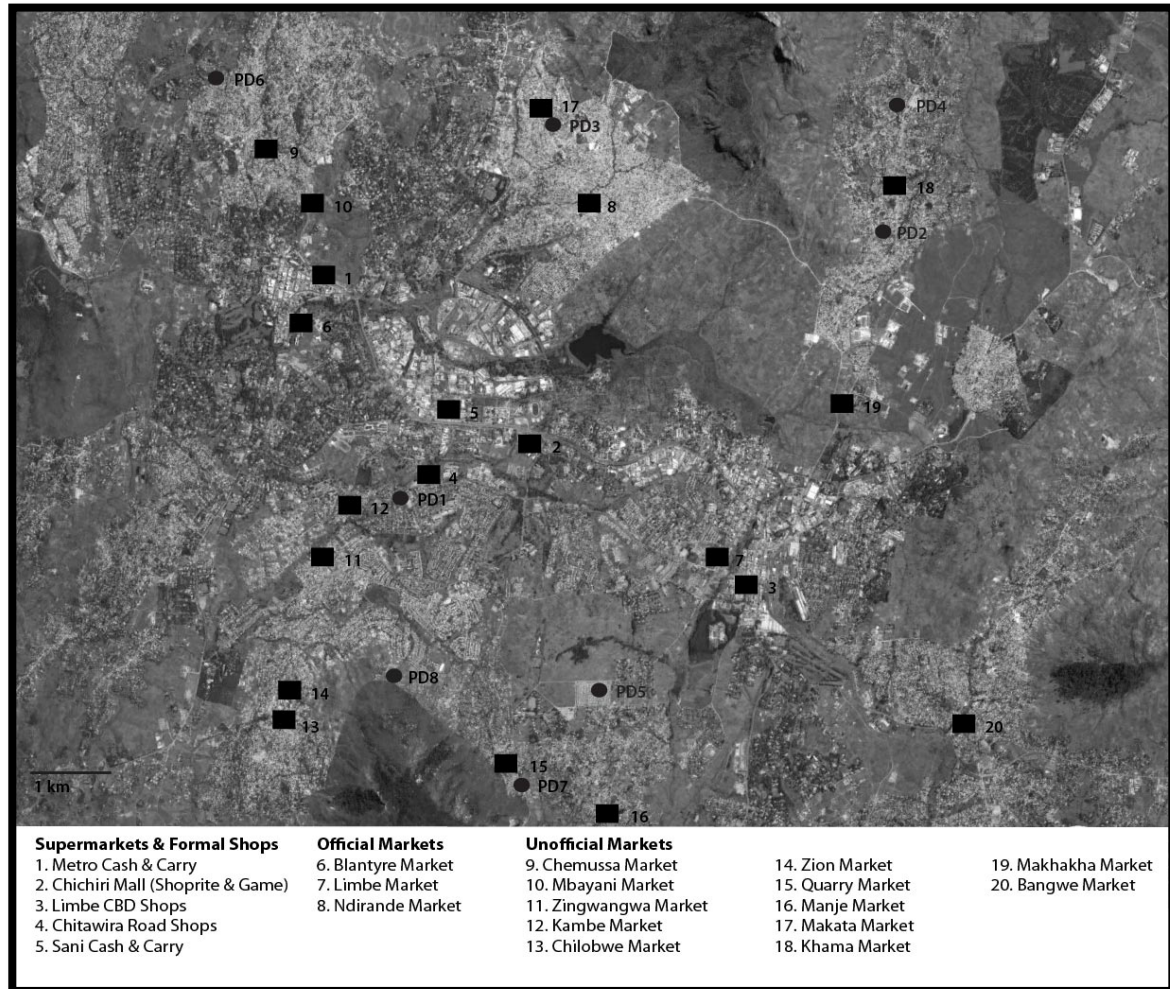 PD6
17
PD3
PD4
9
18
10
8
PD2
1
6
5
19
2
4
12
PD1
11
7
3
PD8
14
PD5
13
20
15
PD7
1 km
16
Supermarkets & Formal Shops
1. Metro Cash & Carry
2. Chichiri Mall (Shoprite & Game)
3. Limbe CBD Shops
4. Chitawira Road Shops
5. Sani Cash & Carry
Official Markets
6. Blantyre Market
7. Limbe Market
8. Ndirande Market
Unofficial Markets
9. Chemussa Market
10. Mbayani Market
11. Zingwangwa Market
12. Kambe Market
13. Chilobwe Market
14. Zion Market
15. Quarry Market
16. Manje Market
17. Makata Market
18. Khama Market
19. Makhakha Market
20. Bangwe Market